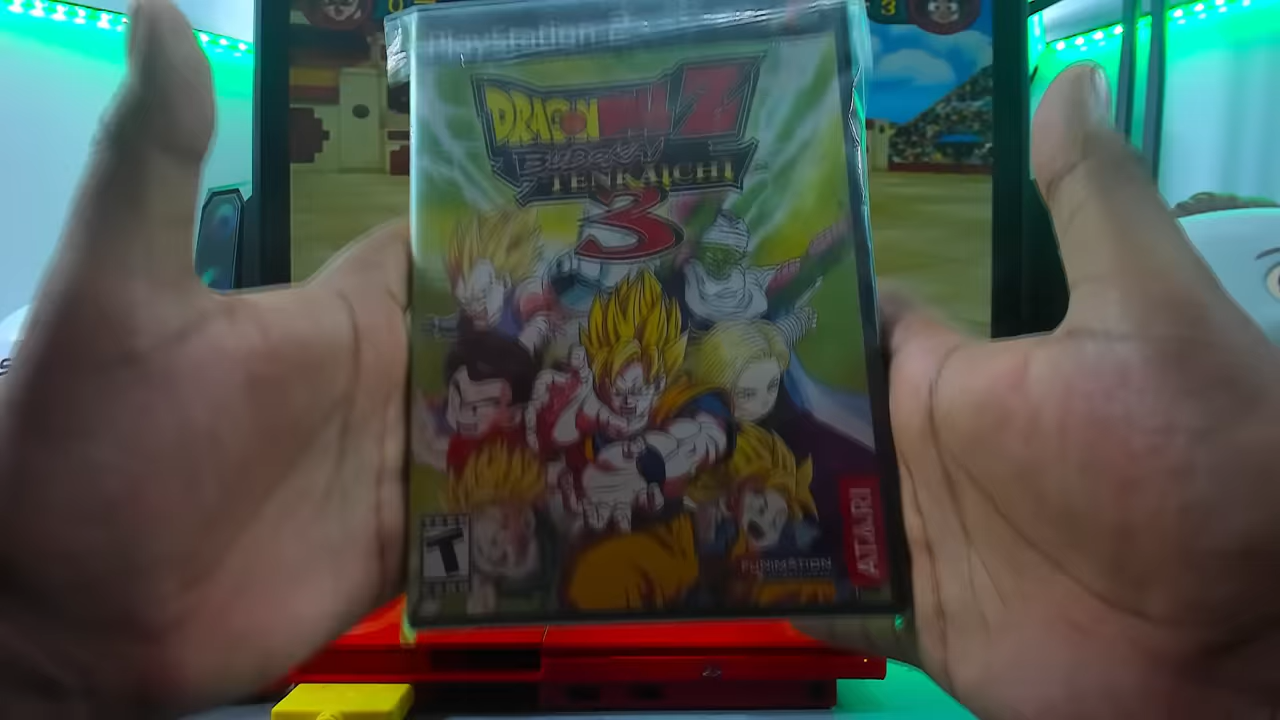 PlayStation 2
DRAGON BALL Z
BUDOKAI
TENKAICHI
3
T
FUNIMATION
ATARI